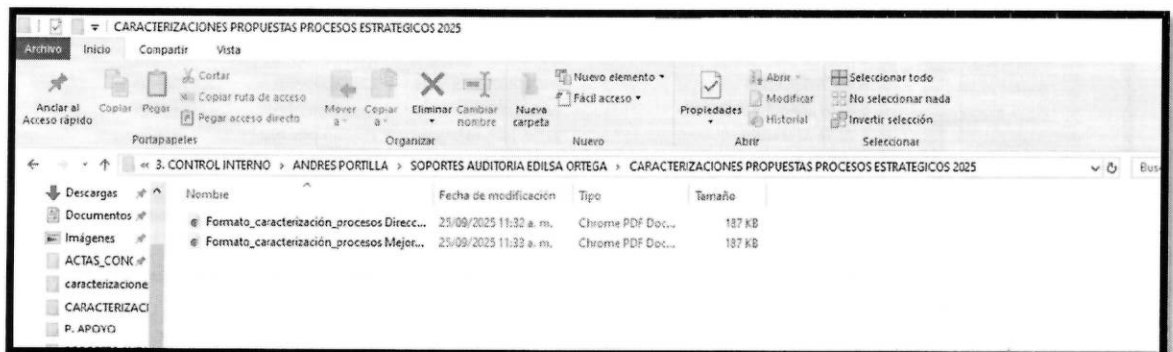 CARACTERIZACIONES PROPUESTAS PROCESOS ESTRATEGICOS 2025
Archivo Inicio Compartir Vista
Anclar al Acceso rápido
Copiar
Pegar
Cortar
Copiar ruta de acceso
Pegar acceso directo
Portapapeles
Mover a
Copiar a
Eliminar
Cambiar nombre
Nueva carpeta
Organizar
Nuevo elemento
Fácil acceso
Nuevo
Propiedades
Abrir
Modificar
Historial
Abrir
Seleccionar todo
No seleccionar nada
Invertir selección
Seleccionar
« 3. CONTROL INTERNO > ANDRES PORTILLA > SOPORTES AUDITORIA EDILSA ORTEGA > CARACTERIZACIONES PROPUESTAS PROCESOS ESTRATEGICOS 2025
Descargas
Documentos
Imágenes
ACTAS_CONC
caracterizacione
CARACTERIZACI
P. APOYO
Nombre Fecha de modificación Tipo Tamaño
Formato_caracterización_procesos Direcc... 25/09/2025 11:32 a. m. Chrome PDF Doc... 187 KB
Formato_caracterización_procesos Mejor... 25/09/2025 11:33 a. m. Chrome PDF Doc... 187 KB